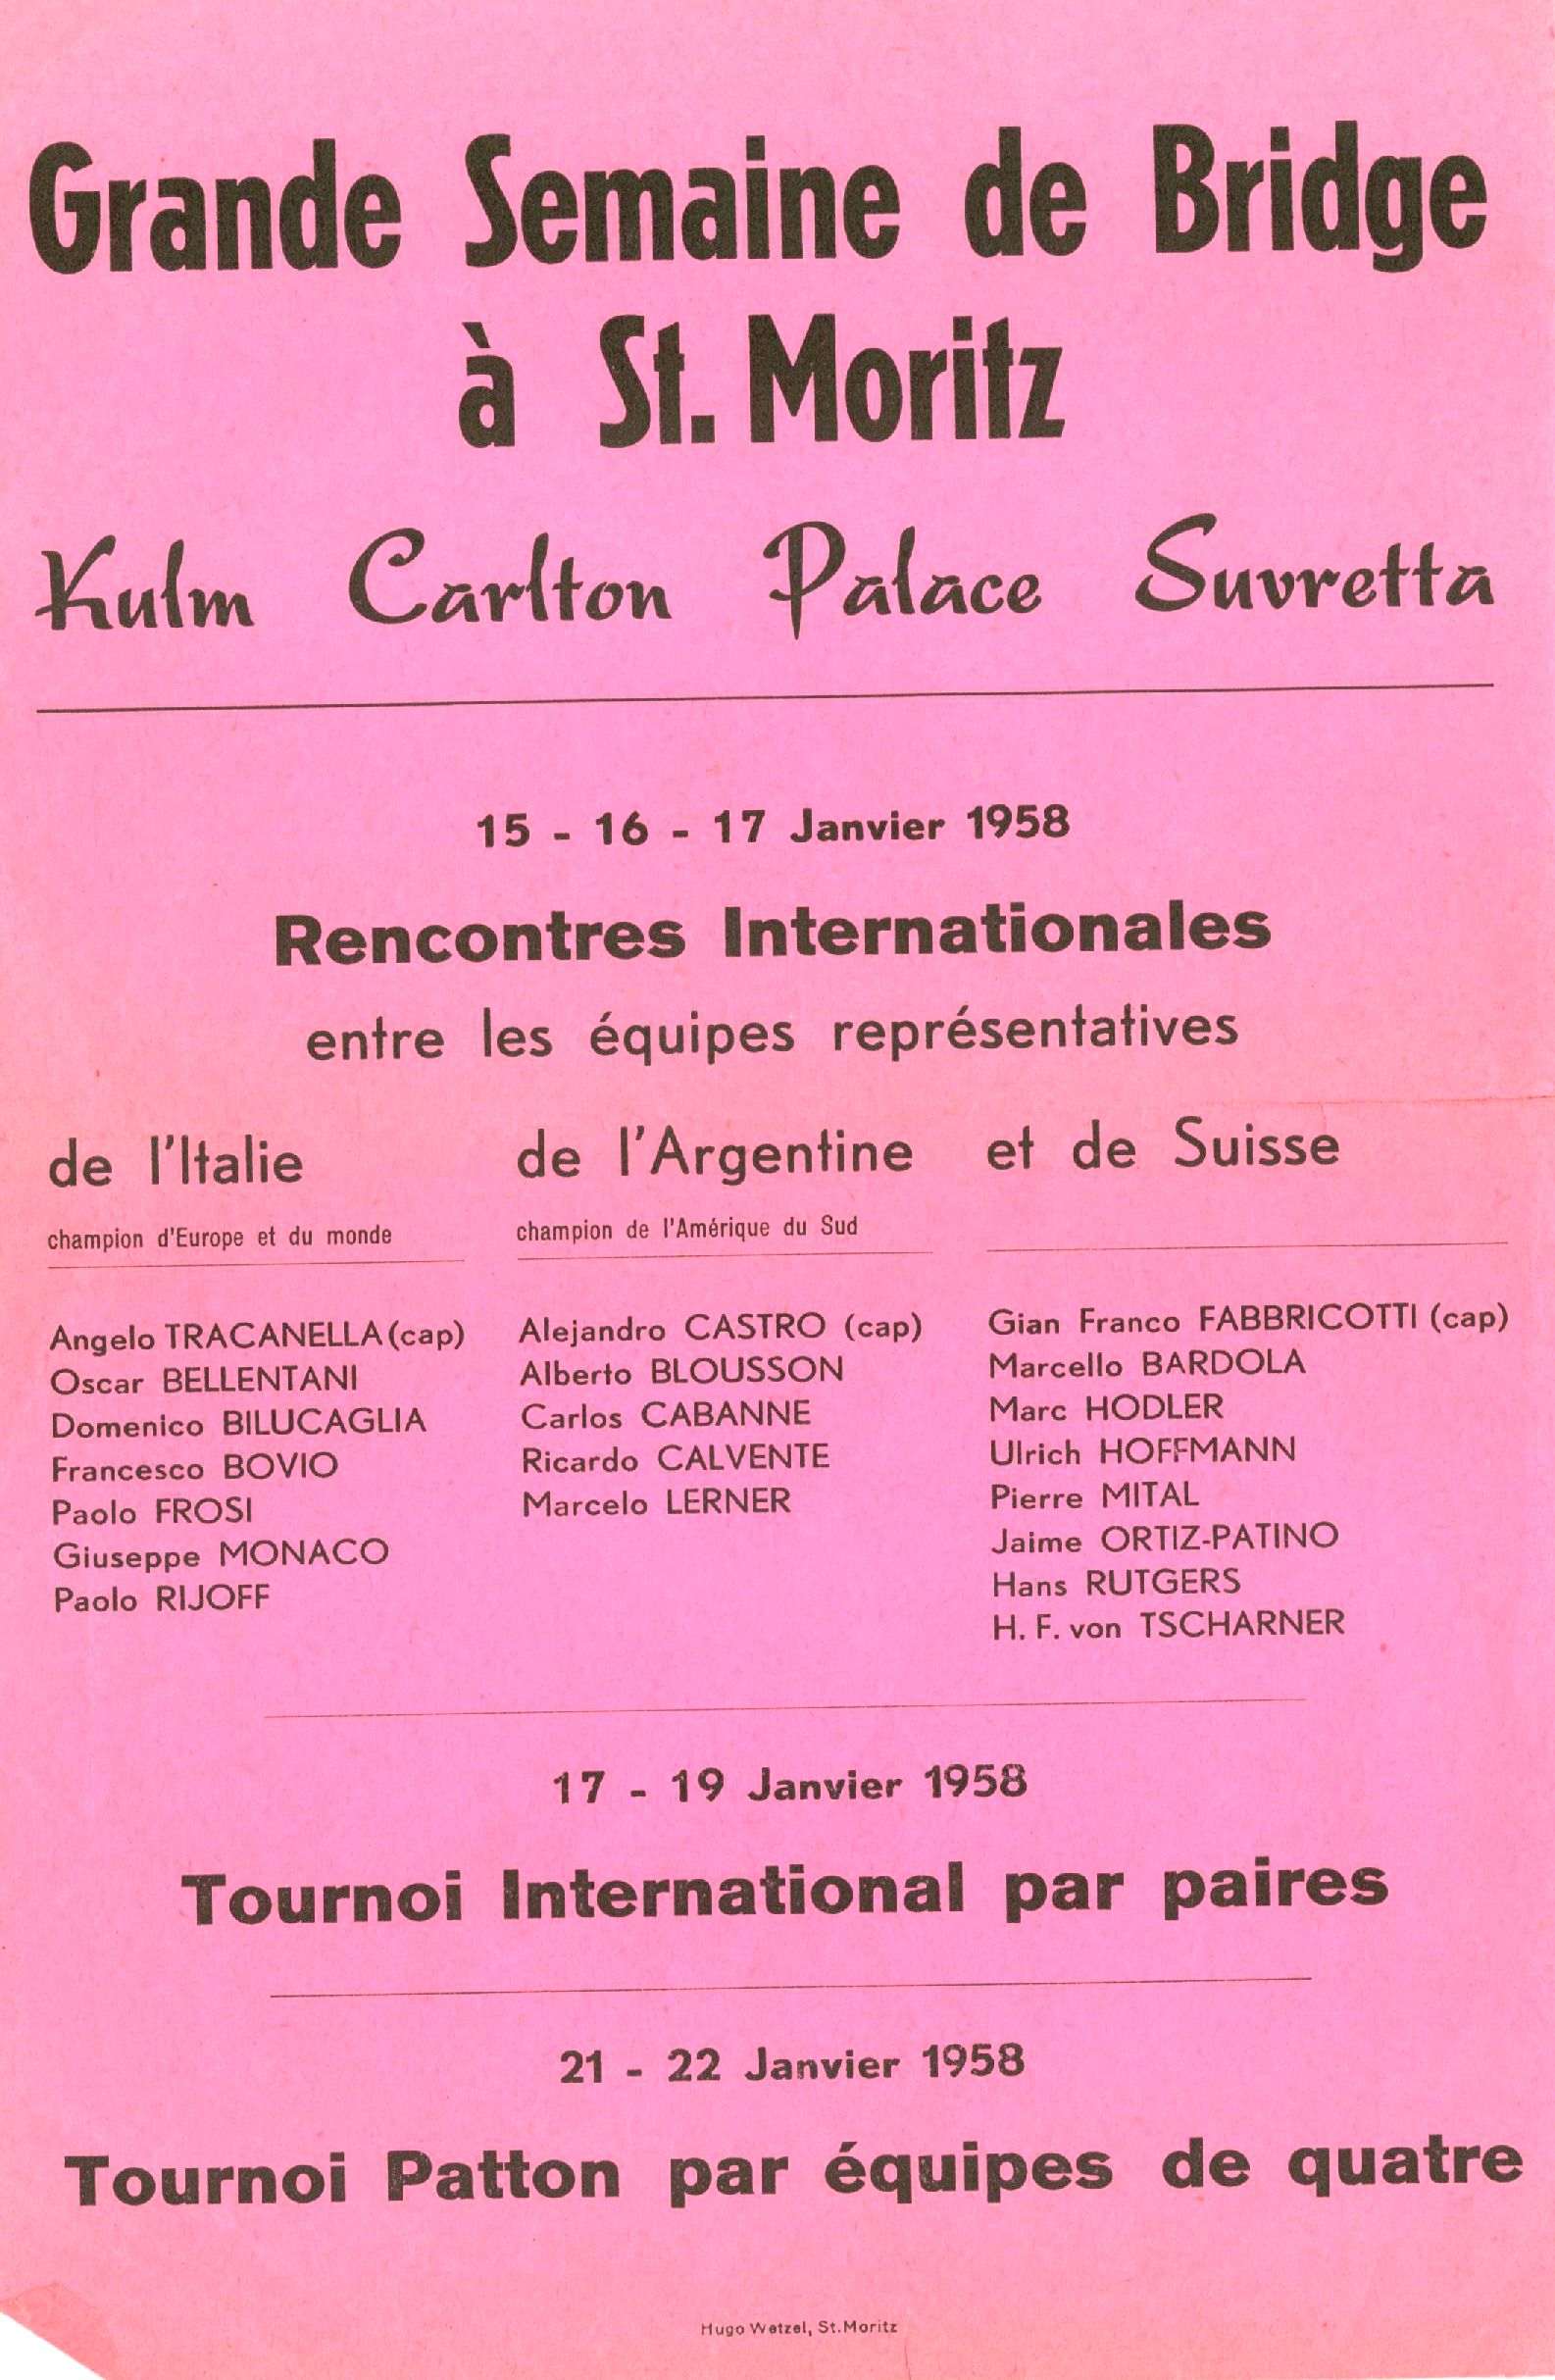 Grande Semaine de Bridge
à St. Moritz
Kulm Carlton Palace Suvretta
15 - 16 - 17 Janvier 1958
Rencontres Internationales
entre les équipes représentatives
de l'Italie
champion d'Europe et du monde
Angelo TRACANELLA (cap)
Oscar BELLENTANI
Domenico BILUCAGLIA
Francesco BOVIO
Paolo FROSI
Giuseppe MONACO
Paolo RIJOFF
de l'Argentine
champion de l'Amérique du Sud
Alejandro CASTRO (cap)
Alberto BLOUSSON
Carlos CABANNE
Ricardo CALVENTE
Marcelo LERNER
et de Suisse
Gian Franco FABBRICOTTI (cap)
Marcello BARDOLA
Marc HODLER
Ulrich HOFFMANN
Pierre MITAL
Jaime ORTIZ-PATINO
Hans RUTGERS
H. F. von TSCHARNER
17 - 19 Janvier 1958
Tournoi International par paires
21 - 22 Janvier 1958
Tournoi Patton par équipes de quatre
Hugo Wetzel, St. Moritz